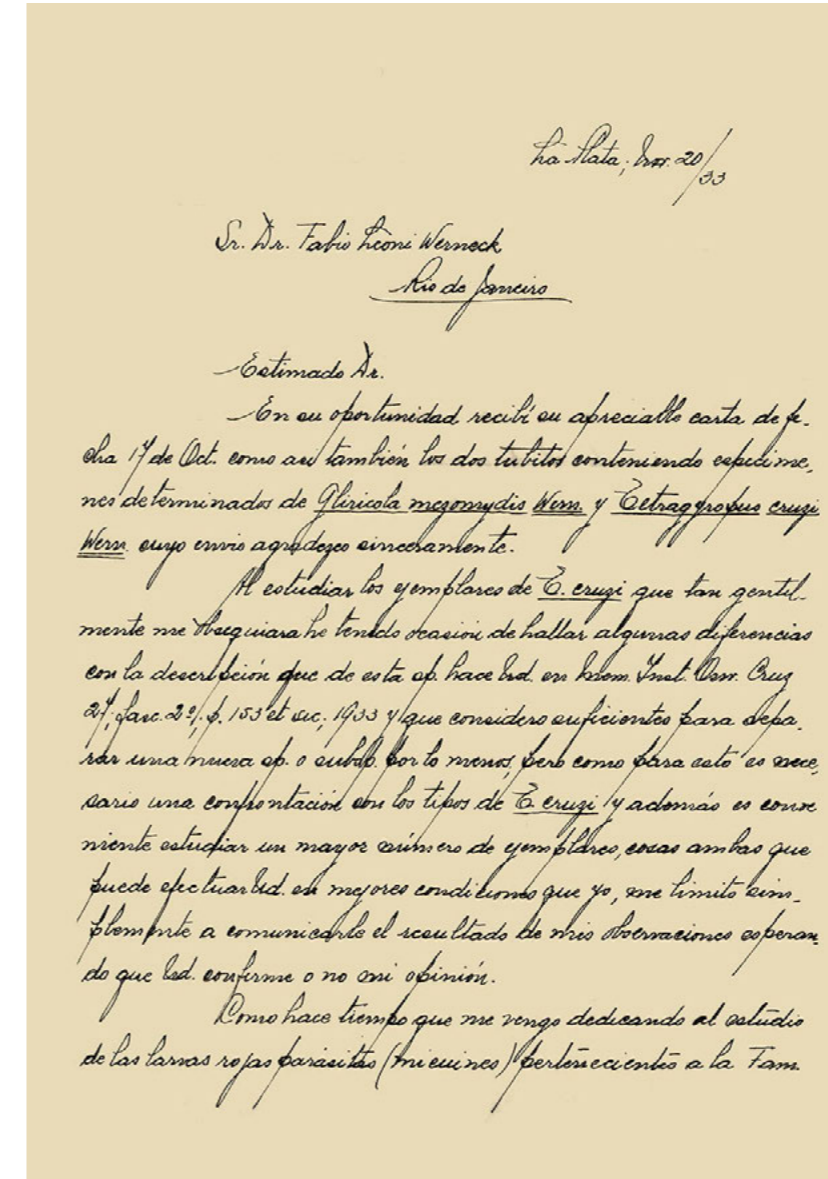 La Plata; Nov. 20/33
Sr. Dr. Fabio Leoni Werneck
Rio de Janeiro
Estimado Dr.
En su oportunidad recibí su apreciable carta de fe-
cha 17 de Oct. como así también los dos tubitos conteniendo especime-
nes determinados de Gliricola mezomydis Wern. y Tetragyropus cruzi
Wern. cuyo envio agradezco sinceramente.
Al estudiar los ejemplares de T. cruzi que tan gentil-
mente me obsequiara he tenido ocasión de hallar algunas diferencias
con la descripción que de esta sp. hace Usd. en Mem. Inst. Osw. Cruz
27, fasc. 2º, p. 153 et sec., 1933 y que considero suficientes para sepa-
rar una nueva sp. o subsp. por lo menos, pero como para esto es nece-
sario una confrontación con los tipos de T. cruzi y además es conve
niente estudiar un mayor número de ejemplares, cosas ambas que
puede efectuar Ud. en mejores condiciones que yo, me limito sim-
plemente a comunicarle el resultado de mis observaciones esperan-
do que Usd. confirme o no mi opinión.
Como hace tiempo que me vengo dedicando al estudio
de las larvas rojas parásitas (micuines) pertenecientes a la Fam.